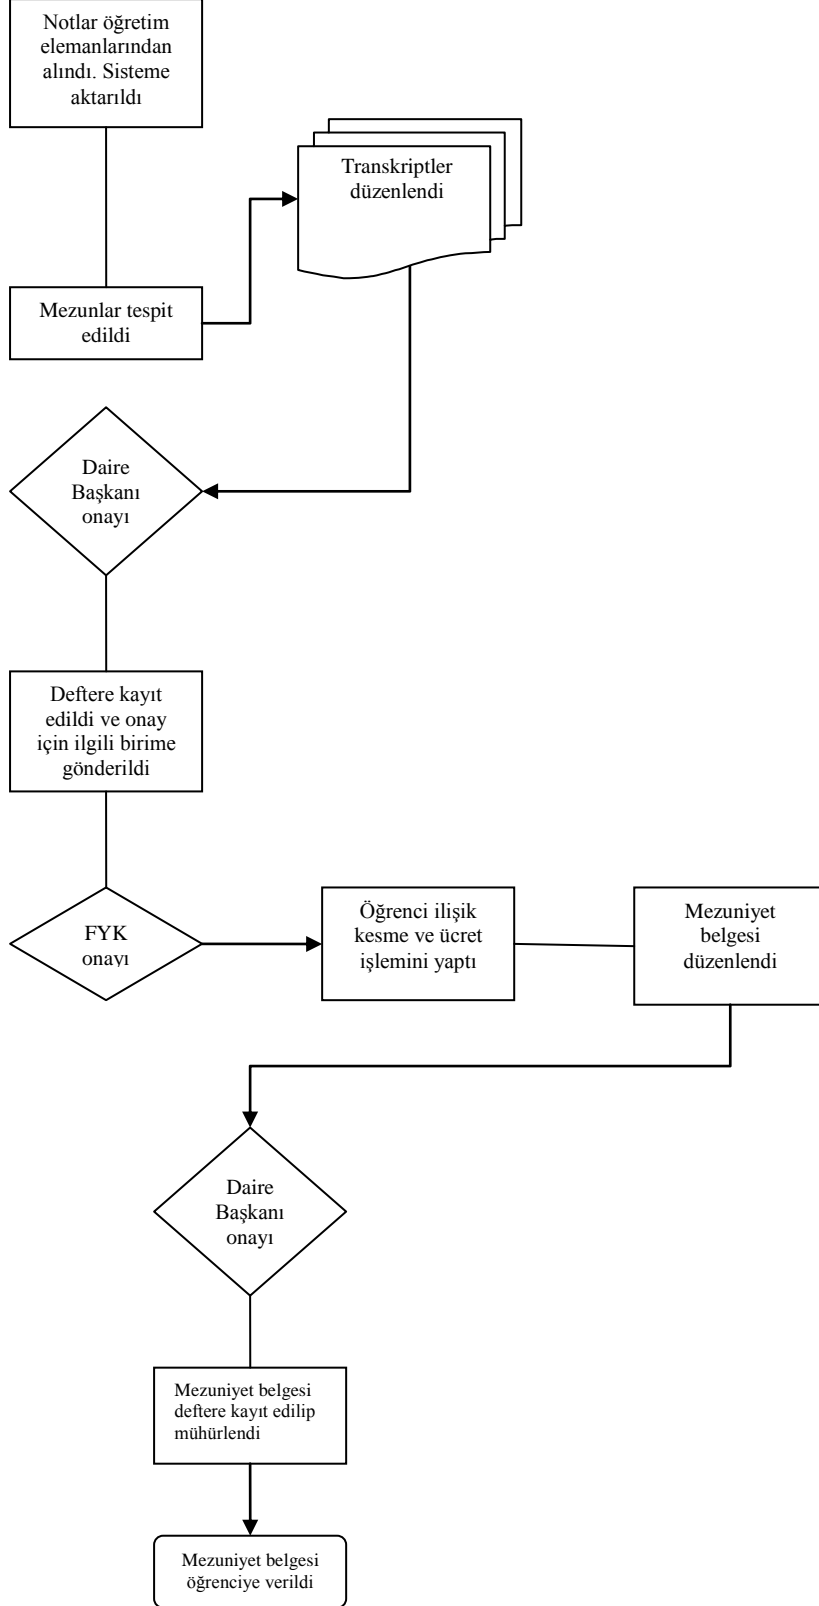 Notlar öğretim
elemanlarından
alındı. Sisteme
aktarıldı
Transkriptler
düzenlendi
Mezunlar tespit
edildi
Daire
Başkanı
onayı
Deftere kayıt
edildi ve onay
için ilgili birime
gönderildi
FYK
onayı
Öğrenci ilişik
kesme ve ücret
işlemini yaptı
Mezuniyet
belgesi
düzenlendi
Daire
Başkanı
onayı
Mezuniyet belgesi
deftere kayıt edilip
mühürlendi
Mezuniyet belgesi
öğrenciye verildi